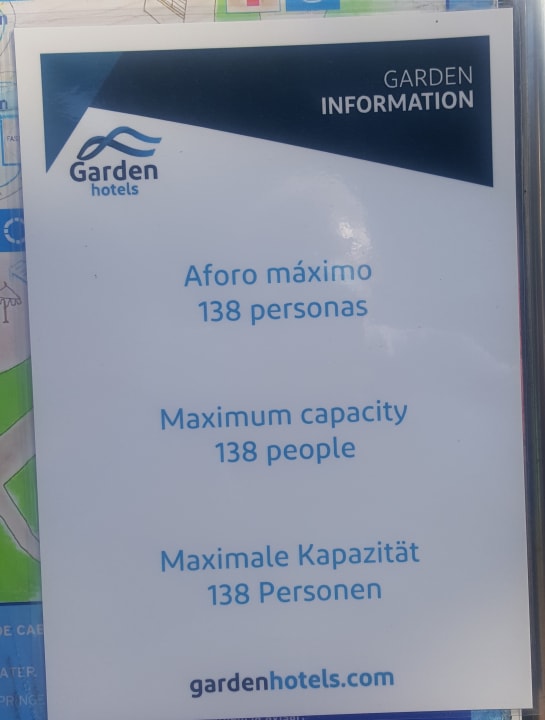 GARDEN
INFORMATION
Garden
hotels
Aforo máximo
138 personas
Maximum capacity
138 people
Maximale Kapazität
138 Personen
gardenhotels.com